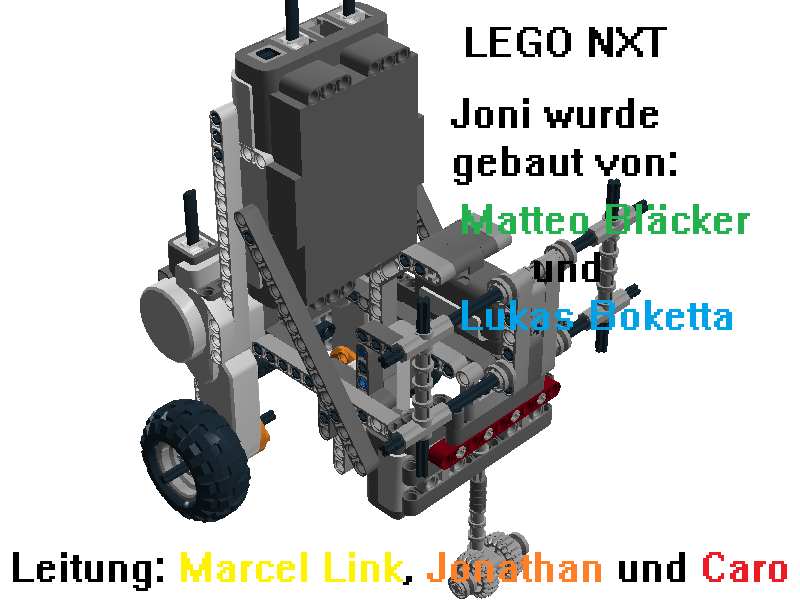 LEGO NXT
Joni wurde
gebaut von:
Matteo Bläcker
und
Lukas Boketta
Leitung: Marcel Link, Jonathan und Caro